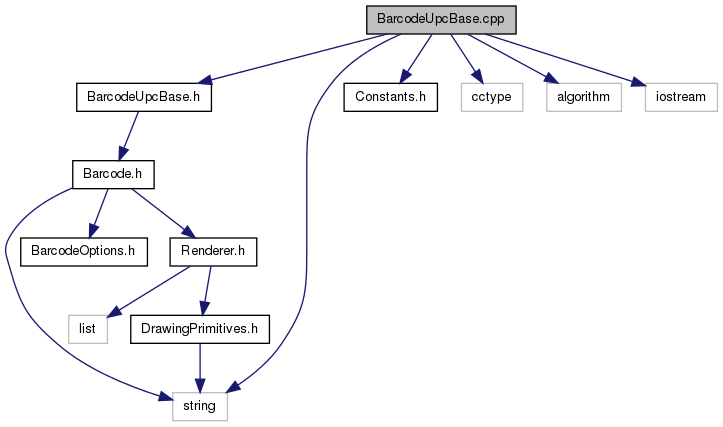 BarcodeUpcBase.cpp
BarcodeUpcBase.h
Constants.h
cctype
algorithm
iostream
Barcode.h
BarcodeOptions.h
Renderer.h
list
DrawingPrimitives.h
string